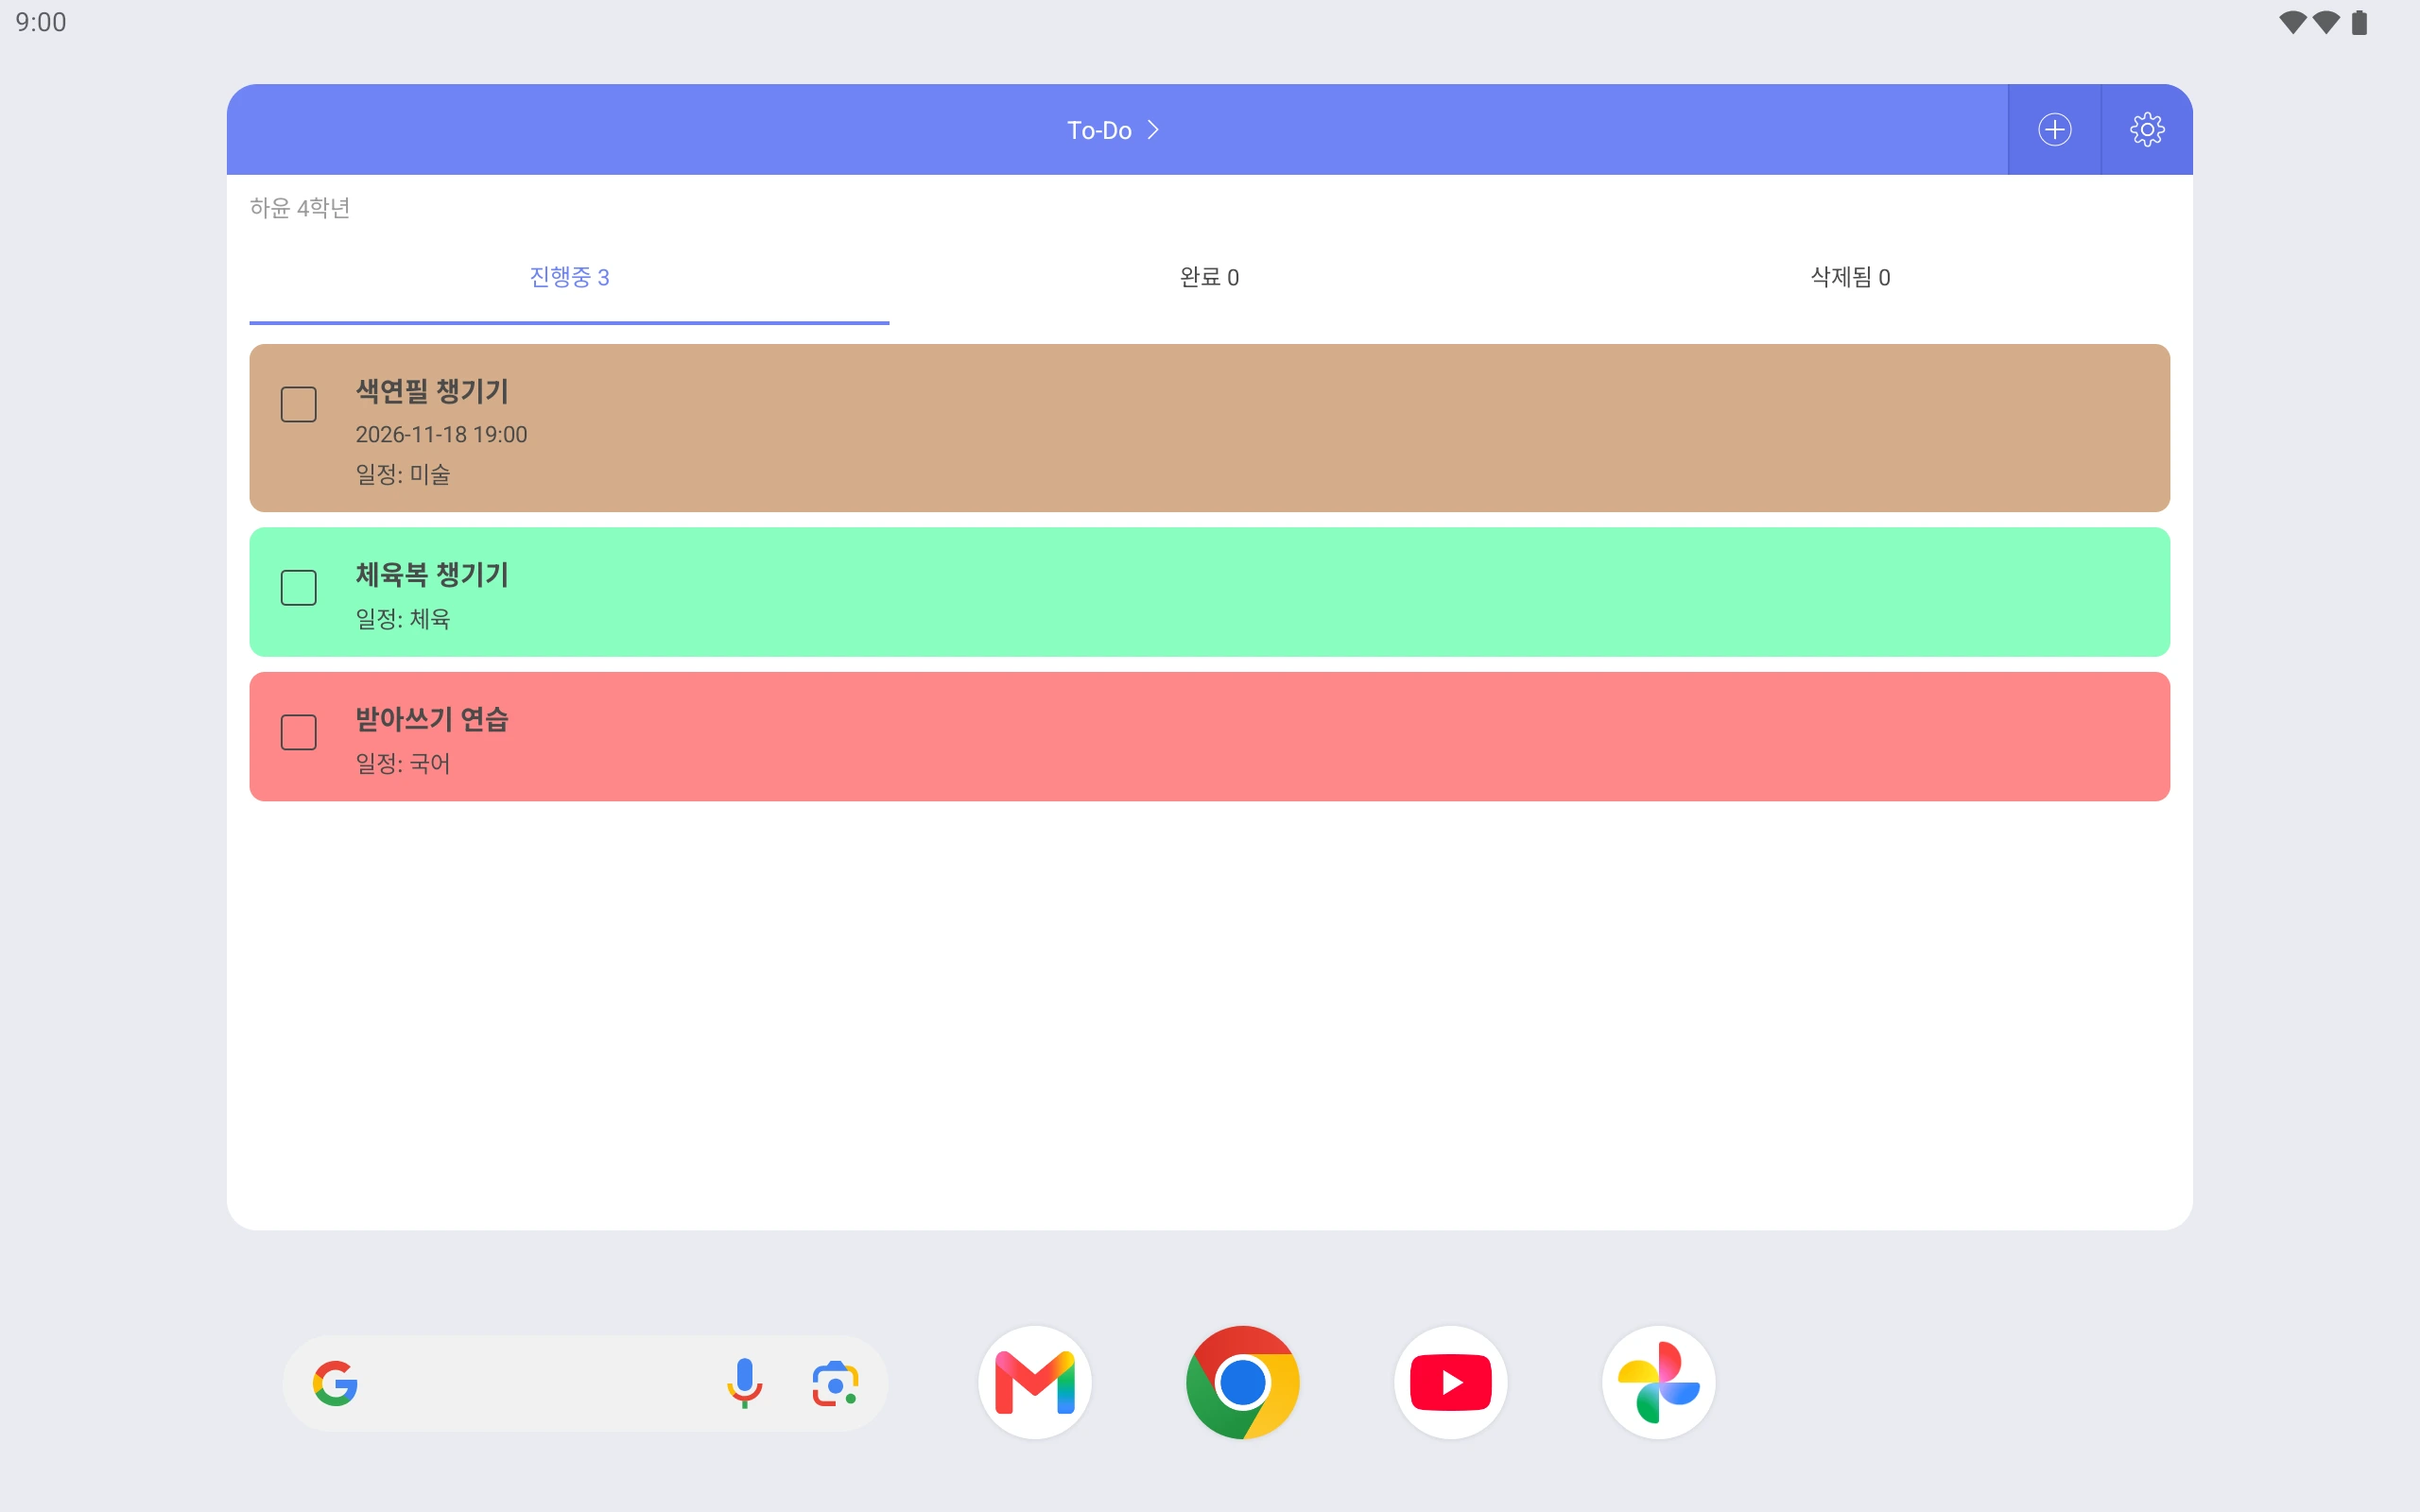 9:00
To-Do
하윤 4학년
진행중 3
완료 0
삭제됨 0
색연필 챙기기
2026-11-18 19:00
일정: 미술
체육복 챙기기
일정: 체육
받아쓰기 연습
일정: 국어